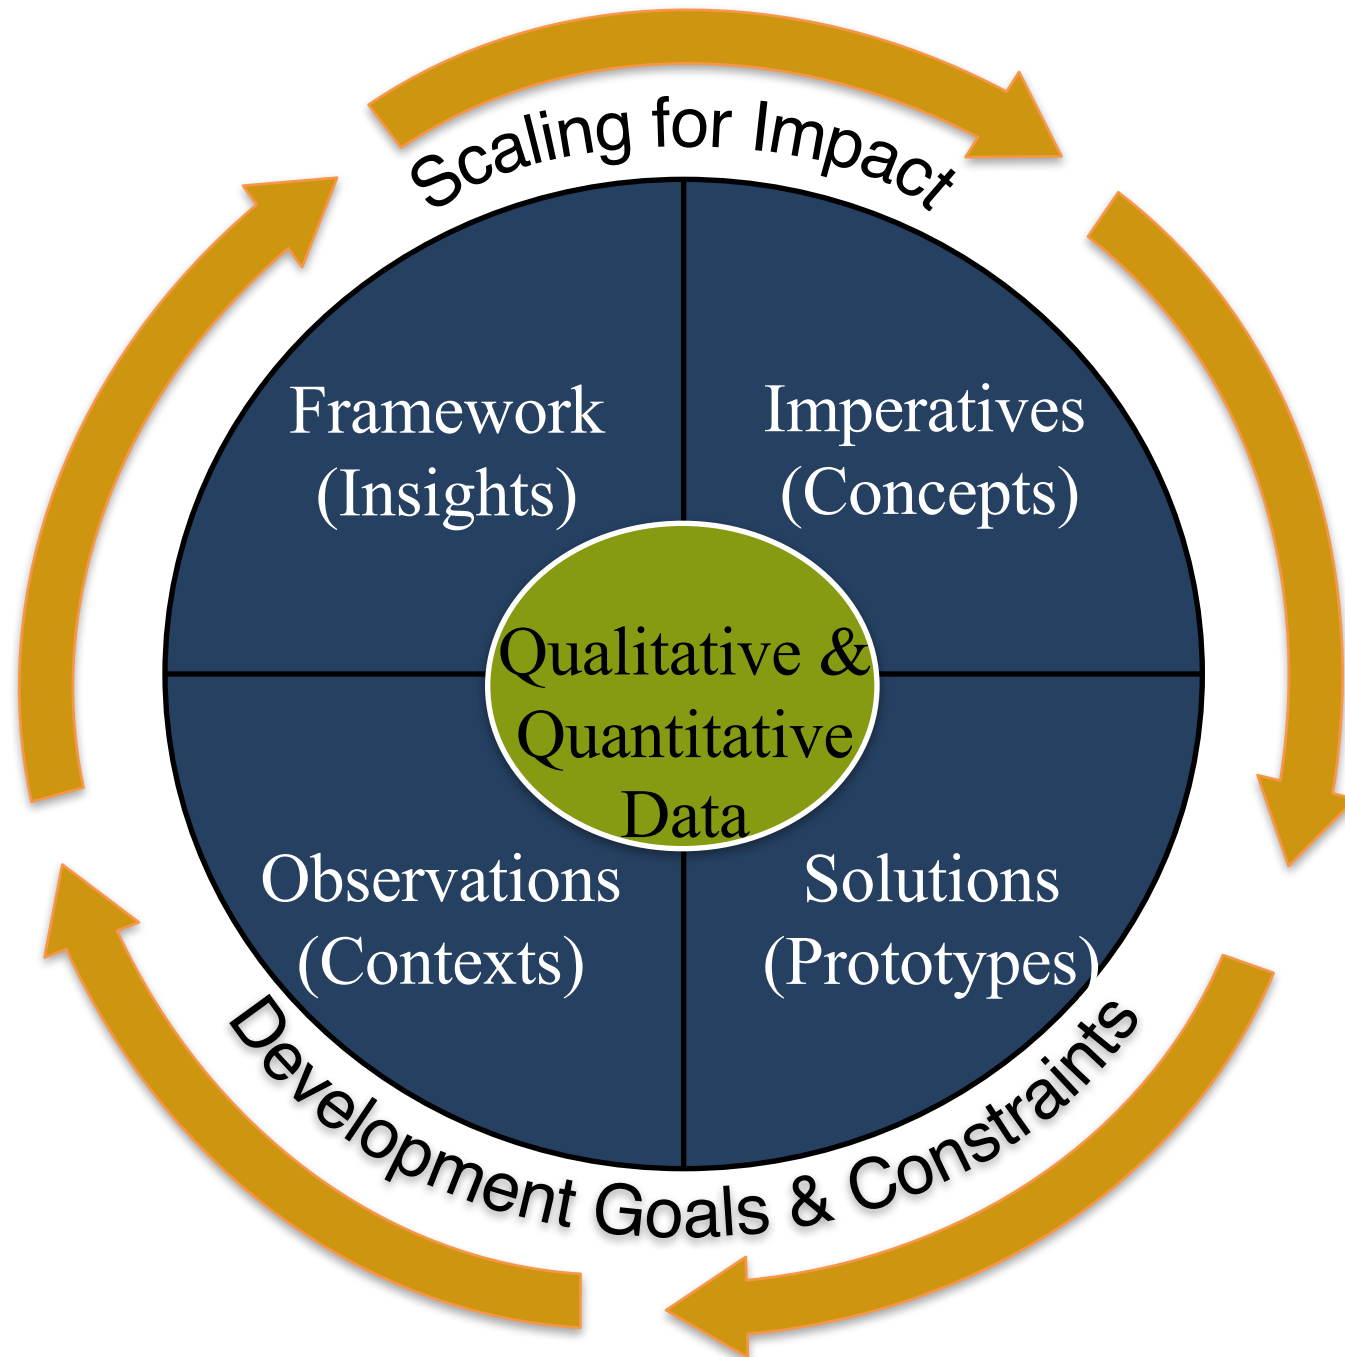 Scaling for Impact
Framework
(Insights)
Imperatives
(Concepts)
Qualitative &
Quantitative
Data
Observations
(Contexts)
Solutions
(Prototypes)
Development Goals & Constraints